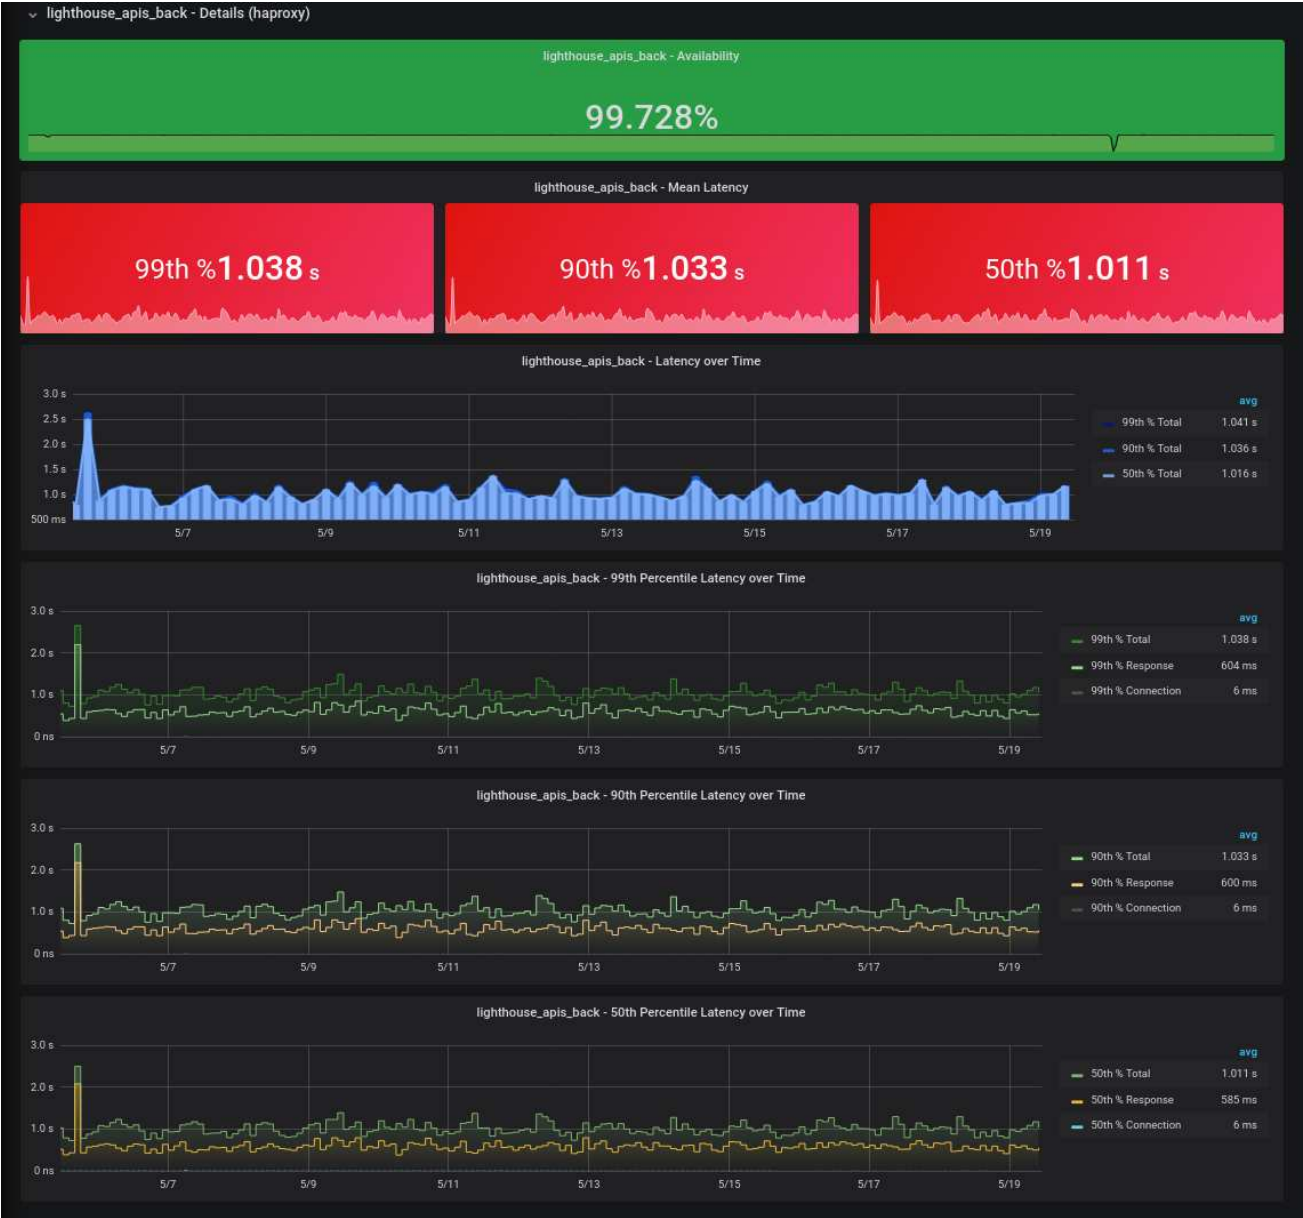 lighthouse_apis_back - Details (haproxy)
lighthouse_apis_back - Availability
99.728%
lighthouse_apis_back - Mean Latency
99th %1.038 s
90th %1.033 s
50th %1.011 s
lighthouse_apis_back - Latency over Time
3.0 s
2.5 s
2.0 s
1.5 s
1.0 s
500 ms
5/7 5/9 5/11 5/13 5/15 5/17 5/19
avg
99th % Total 1.041 s
90th % Total 1.036 s
50th % Total 1.016 s
lighthouse_apis_back - 99th Percentile Latency over Time
3.0 s
2.0 s
1.0 s
0 ns
5/7 5/9 5/11 5/13 5/15 5/17 5/19
avg
99th % Total 1.038 s
99th % Response 604 ms
99th % Connection 6 ms
lighthouse_apis_back - 90th Percentile Latency over Time
3.0 s
2.0 s
1.0 s
0 ns
5/7 5/9 5/11 5/13 5/15 5/17 5/19
avg
90th % Total 1.033 s
90th % Response 600 ms
90th % Connection 6 ms
lighthouse_apis_back - 50th Percentile Latency over Time
3.0 s
2.0 s
1.0 s
0 ns
5/7 5/9 5/11 5/13 5/15 5/17 5/19
avg
50th % Total 1.011 s
50th % Response 585 ms
50th % Connection 6 ms